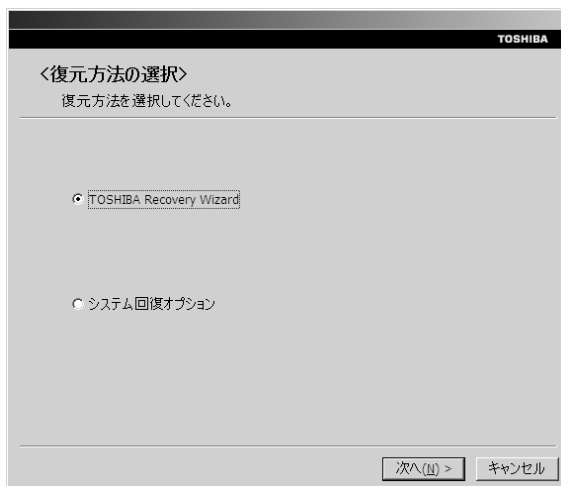 TOSHIBA
<復元方法の選択>
復元方法を選択してください。
TOSHIBA Recovery Wizard
システム回復オプション
次へ(N) > キャンセル